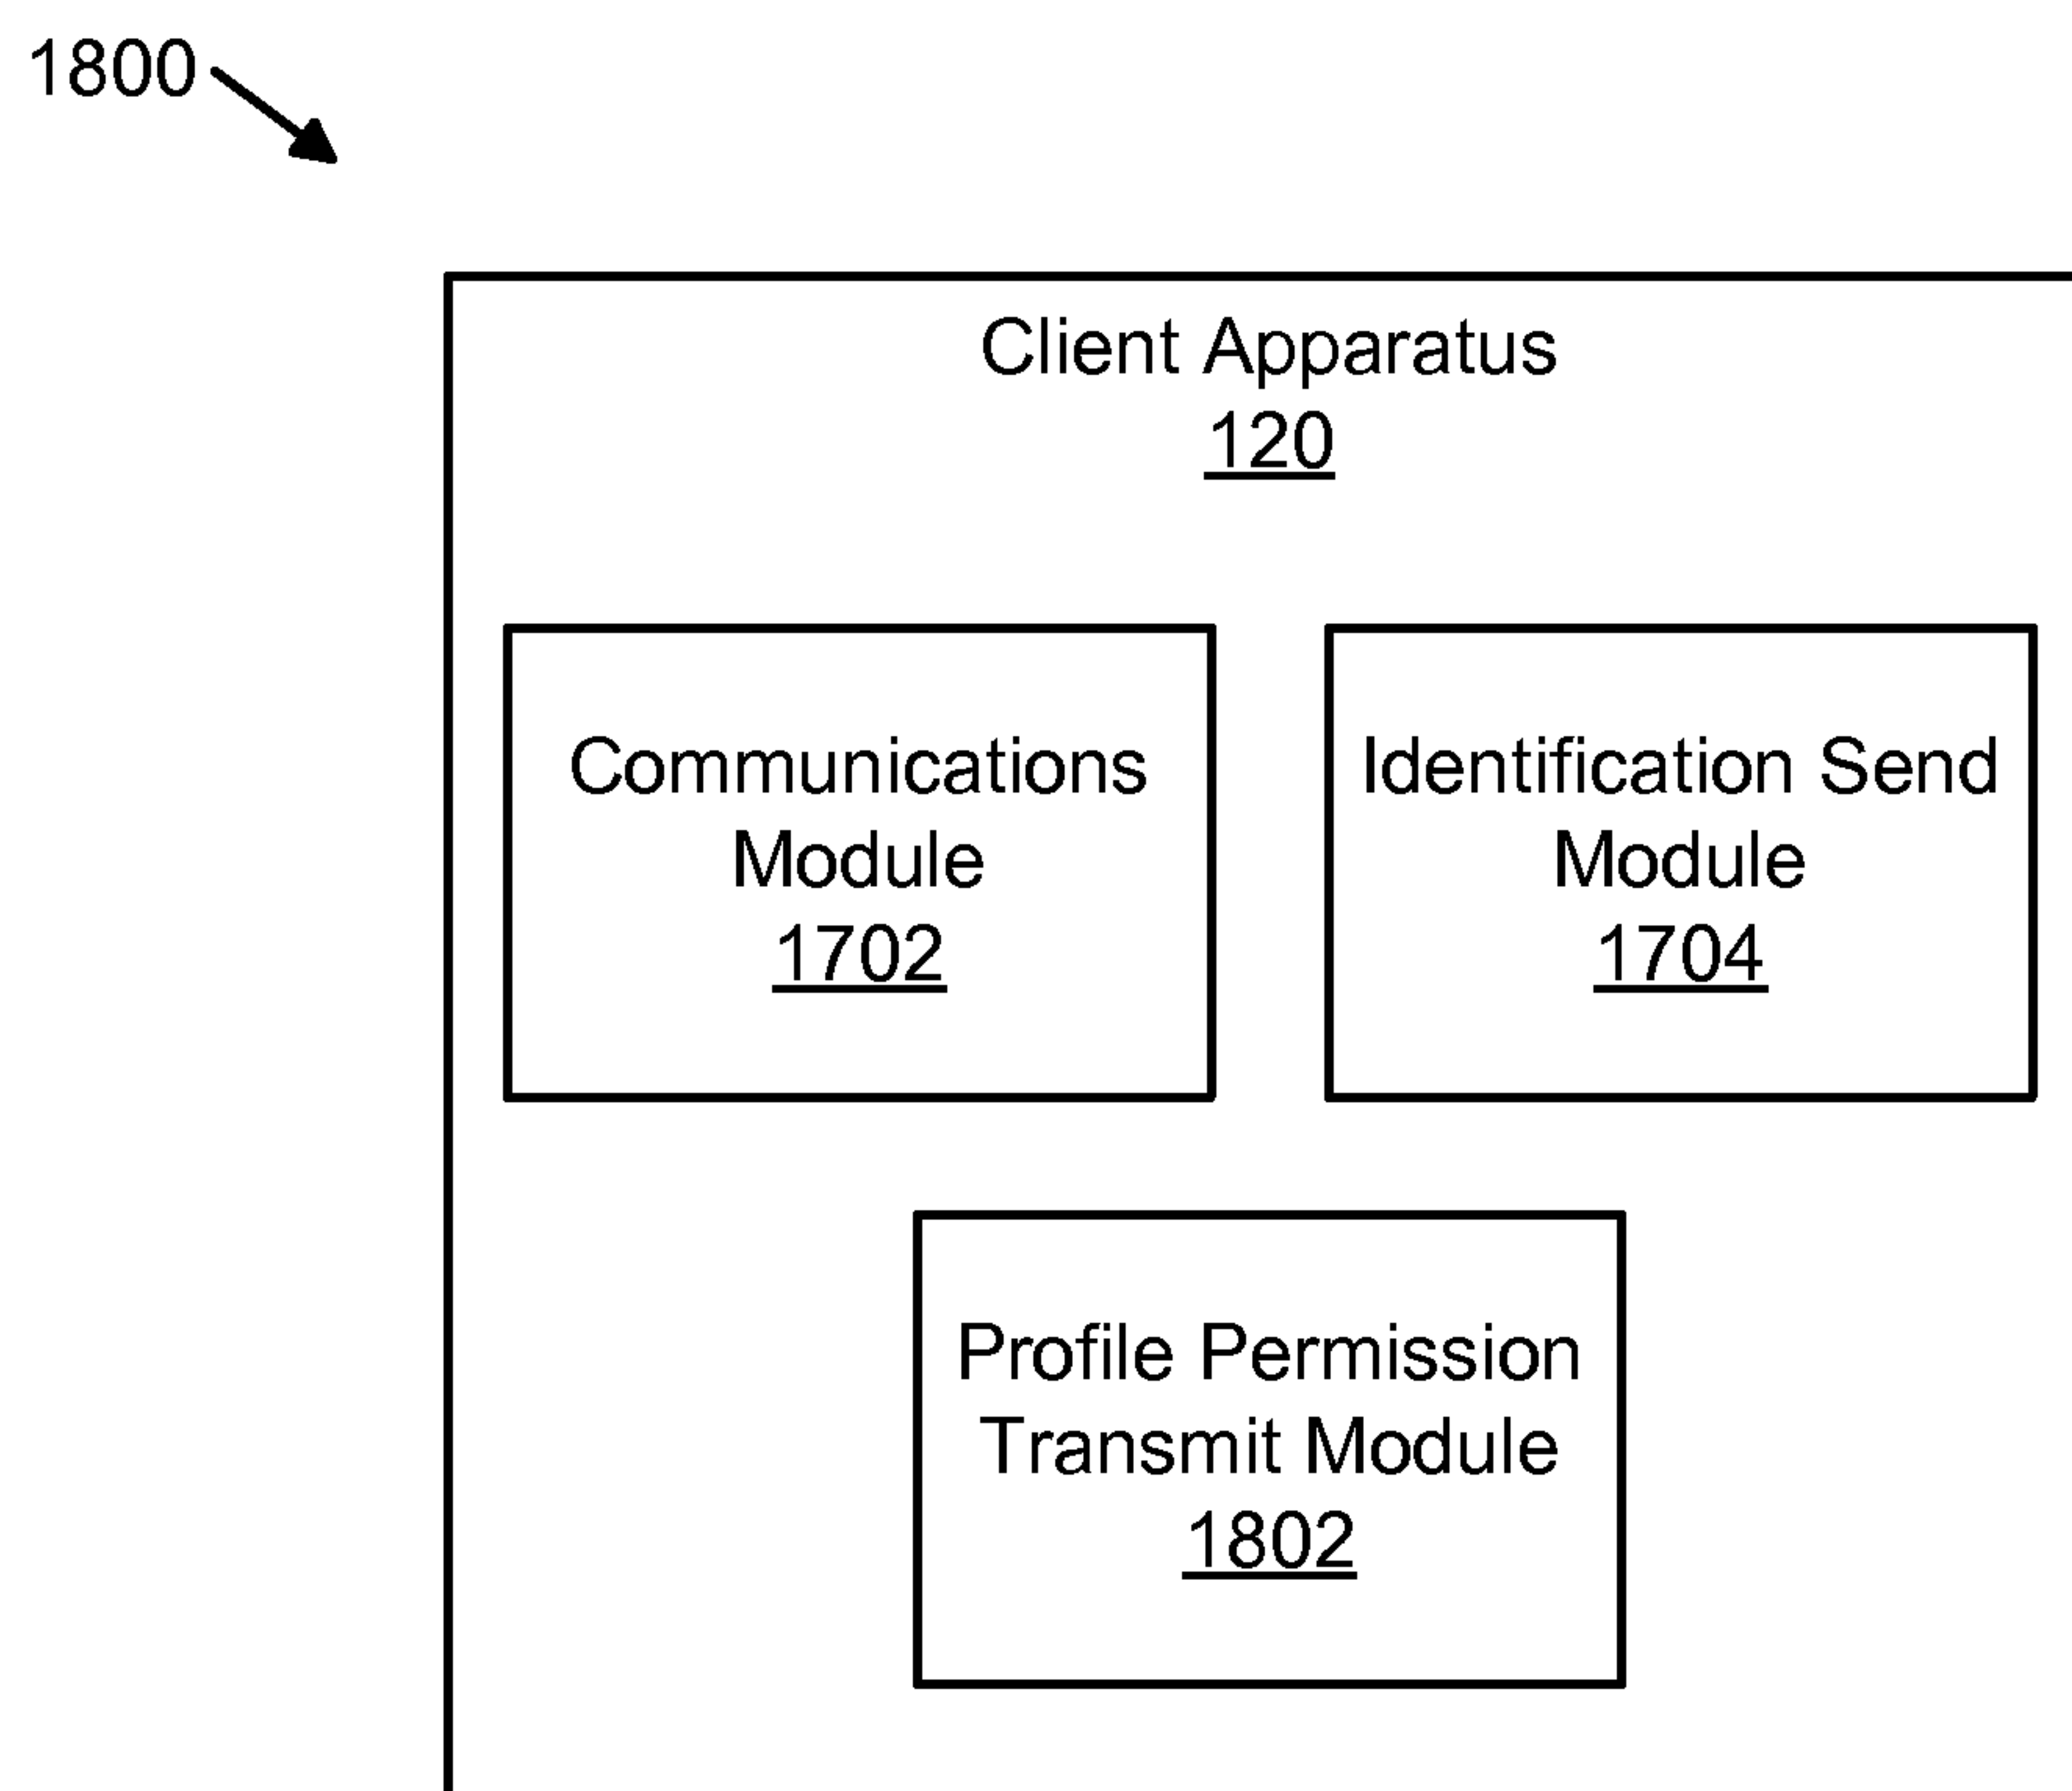 1800
Client Apparatus
120
Communications
Module
1702
Identification Send
Module
1704
Profile Permission
Transmit Module
1802